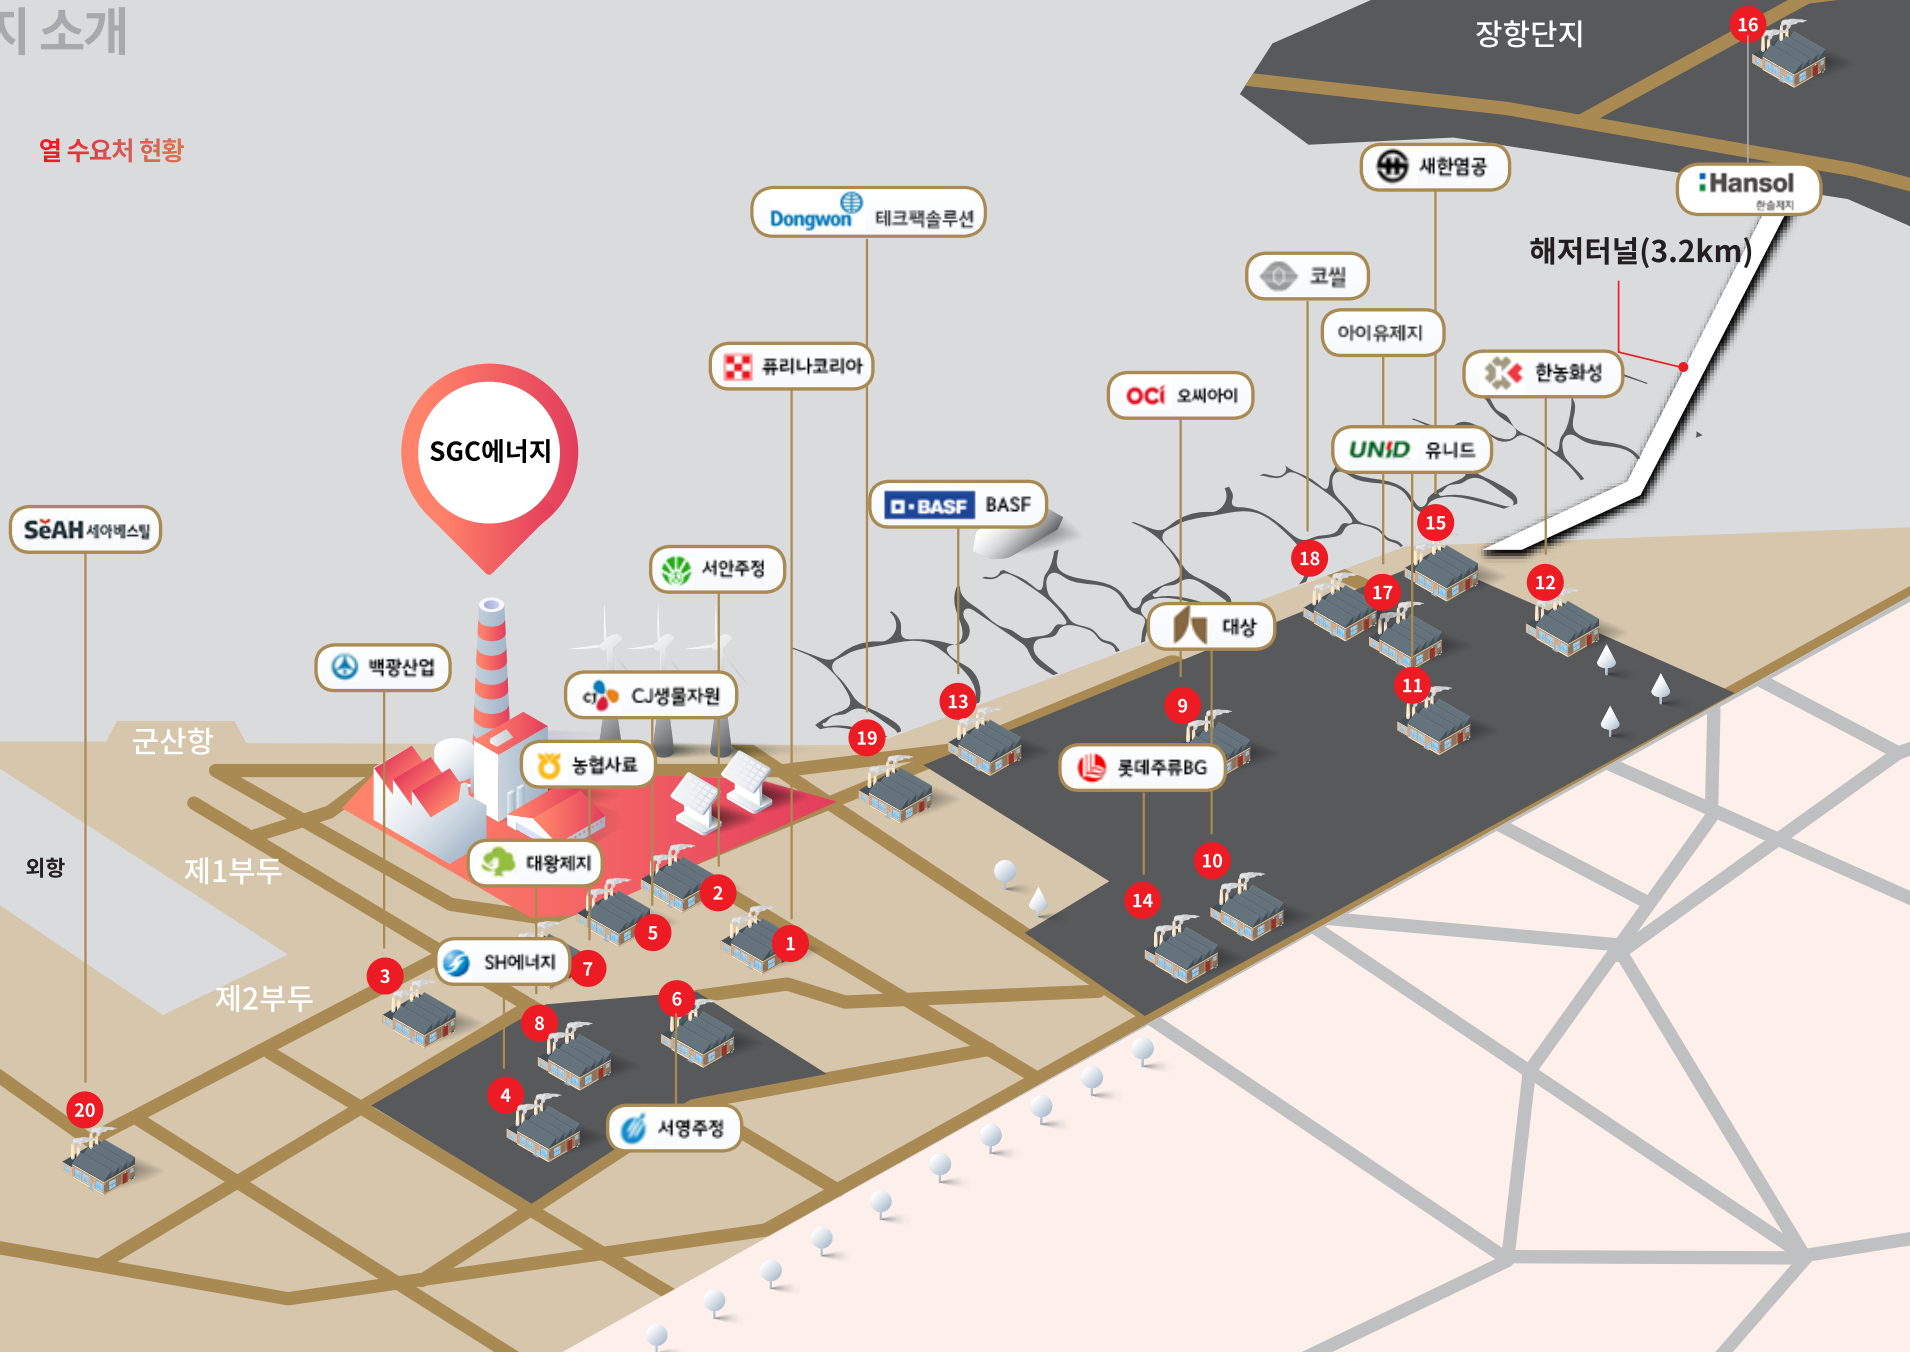 지 소개
장항단지
16
열 수요처 현황
새한염공
Hansol
한솔제지
Dongwon 테크팩솔루션
해저터널(3.2km)
코씰
아이유제지
퓨리나코리아
한농화성
OCI 오씨아이
SGC에너지
UNID 유니드
BASF BASF
SeAH 세아베스틸
15
18
서안주정
12
17
대상
백광산업
CJ CJ생물자원
11
13
9
군산항
19
농협사료
롯데주류BG
외항
제1부두
대왕제지
10
2
14
5
1
SH에너지
7
3
제2부두
6
8
4
20
서영주정